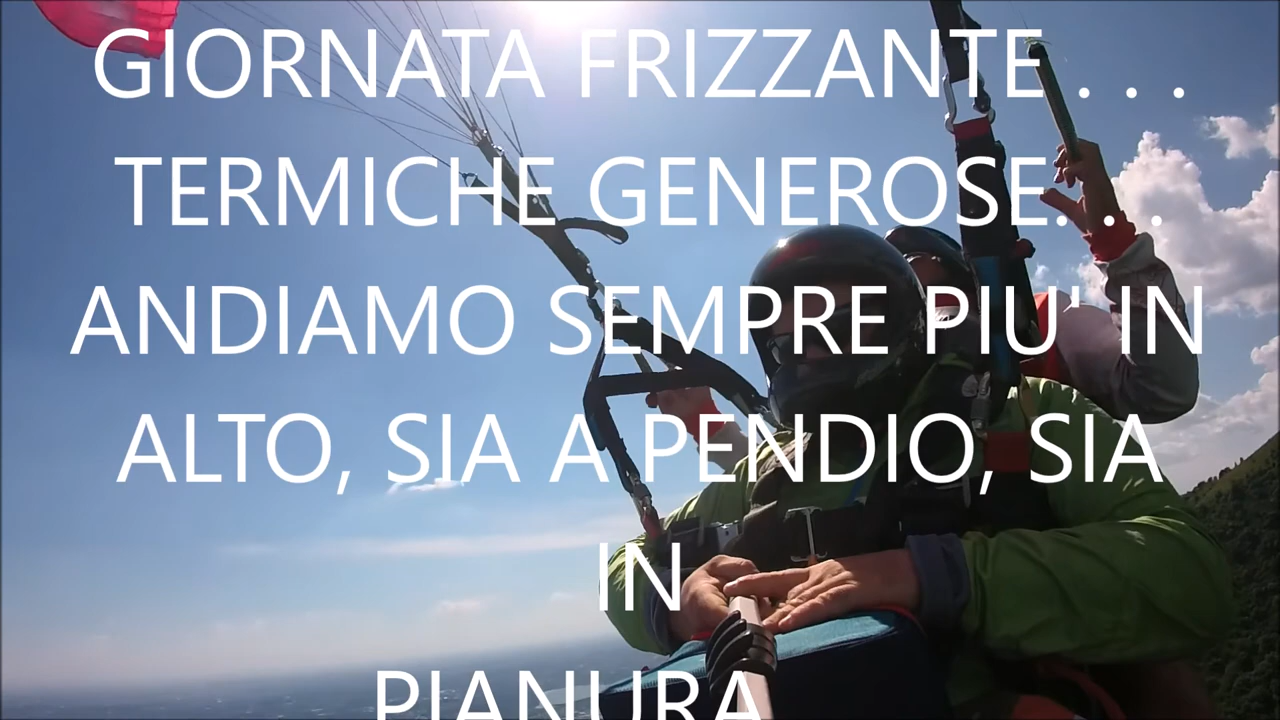 GIORNATA FRIZZANTE . . .
TERMICHE GENEROSE. . .
ANDIAMO SEMPRE PIU' IN
ALTO, SIA A PENDIO, SIA
IN
PIANURA